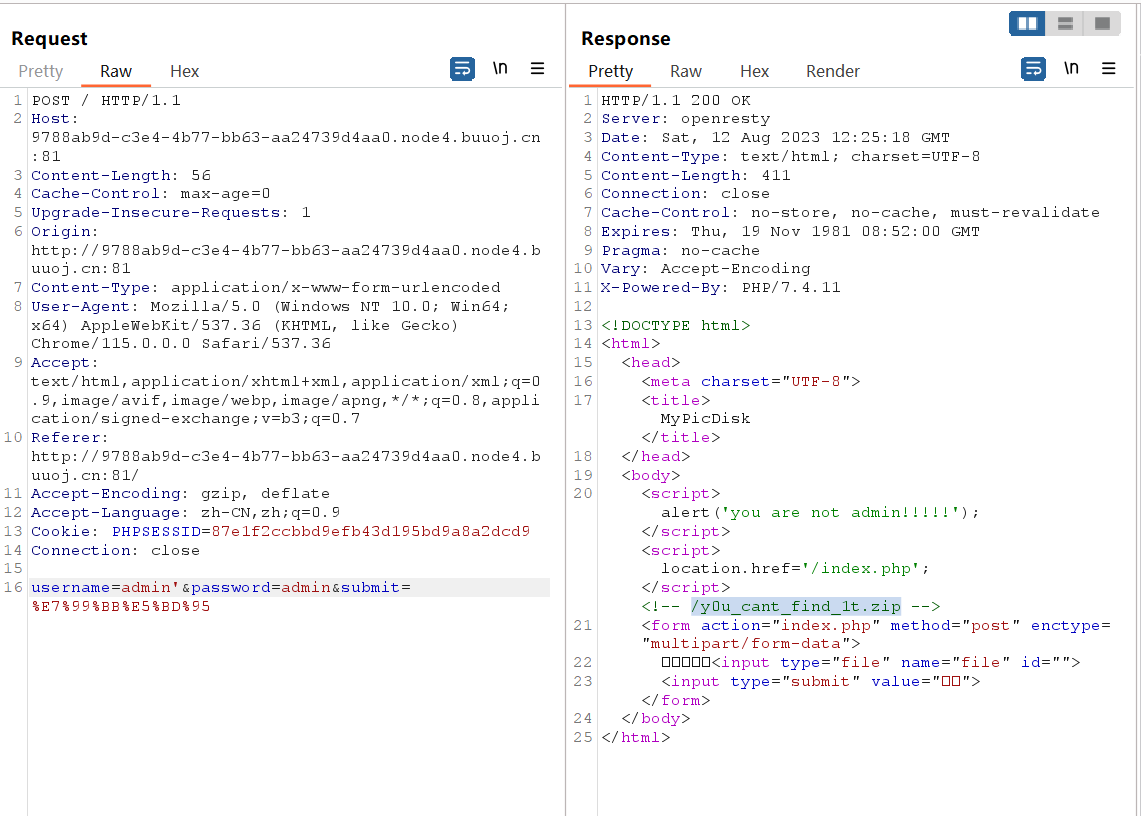 Request
Pretty Raw Hex \n
1 POST / HTTP/1.1
2 Host:
9788ab9d-c3e4-4b77-bb63-aa24739d4aa0.node4.buuoj.cn
:81
3 Content-Length: 56
4 Cache-Control: max-age=0
5 Upgrade-Insecure-Requests: 1
6 Origin:
http://9788ab9d-c3e4-4b77-bb63-aa24739d4aa0.node4.b
uuoj.cn:81
7 Content-Type: application/x-www-form-urlencoded
8 User-Agent: Mozilla/5.0 (Windows NT 10.0; Win64;
x64) AppleWebKit/537.36 (KHTML, like Gecko)
Chrome/115.0.0.0 Safari/537.36
9 Accept:
text/html,application/xhtml+xml,application/xml;q=0
.9,image/avif,image/webp,image/apng,*/*;q=0.8,appli
cation/signed-exchange;v=b3;q=0.7
10 Referer:
http://9788ab9d-c3e4-4b77-bb63-aa24739d4aa0.node4.b
uuoj.cn:81/
11 Accept-Encoding: gzip, deflate
12 Accept-Language: zh-CN,zh;q=0.9
13 Cookie: PHPSESSID=87e1f2ccbbd9efb43d195bd9a8a2dcd9
14 Connection: close
15
16 username=admin'&password=admin&submit=
%E7%99%BB%E5%BD%95
Response
Pretty Raw Hex Render \n
1 HTTP/1.1 200 OK
2 Server: openresty
3 Date: Sat, 12 Aug 2023 12:25:18 GMT
4 Content-Type: text/html; charset=UTF-8
5 Content-Length: 411
6 Connection: close
7 Cache-Control: no-store, no-cache, must-revalidate
8 Expires: Thu, 19 Nov 1981 08:52:00 GMT
9 Pragma: no-cache
10 Vary: Accept-Encoding
11 X-Powered-By: PHP/7.4.11
12
13 <!DOCTYPE html>
14 <html>
15 <head>
16 <meta charset="UTF-8">
17 <title>
MyPicDisk
</title>
18 </head>
19 <body>
20 <script>
alert('you are not admin!!!!!');
</script>
<script>
location.href='/index.php';
</script>
<!-- /y0u_cant_find_1t.zip -->
21 <form action="index.php" method="post" enctype=
"multipart/form-data">
22 □□□□□<input type="file" name="file" id="">
23 <input type="submit" value="□□">
</form>
24 </body>
25 </html>